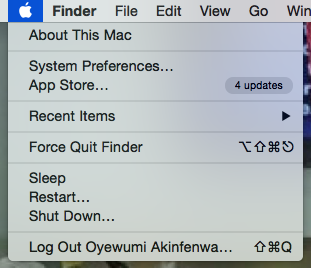 Finder File Edit View Go Win
About This Mac
System Preferences…
App Store… 4 updates
Recent Items ▶
Force Quit Finder ⌥⇧⌘⎋
Sleep
Restart…
Shut Down…
Log Out Oyewumi Akinfenwa… ⇧⌘Q